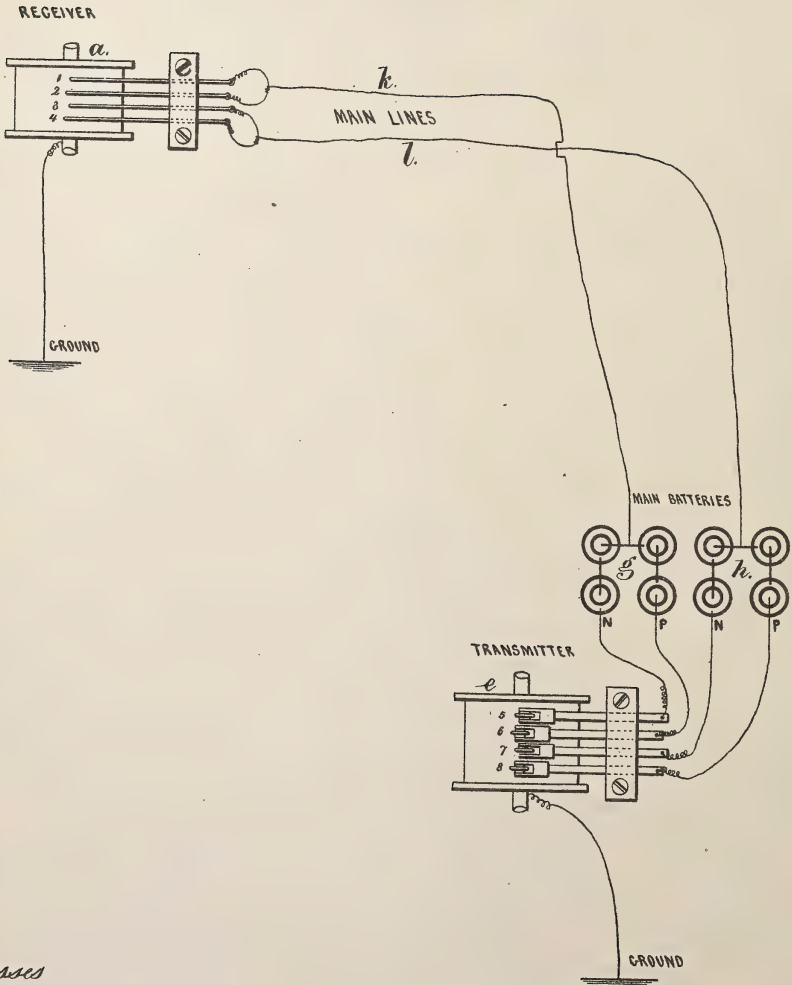 RECEIVER
a.
1
2
3
4
k.
MAIN LINES
l.
GROUND
MAIN BATTERIES
g
h.
N P N P
TRANSMITTER
e
5
6
7
8
GROUND